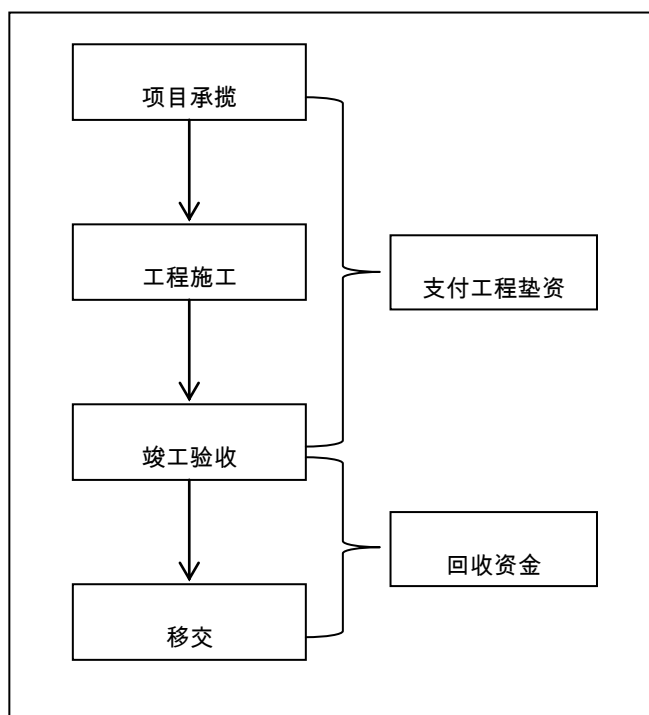 项目承揽
工程施工
支付工程垫资
竣工验收
回收资金
移交